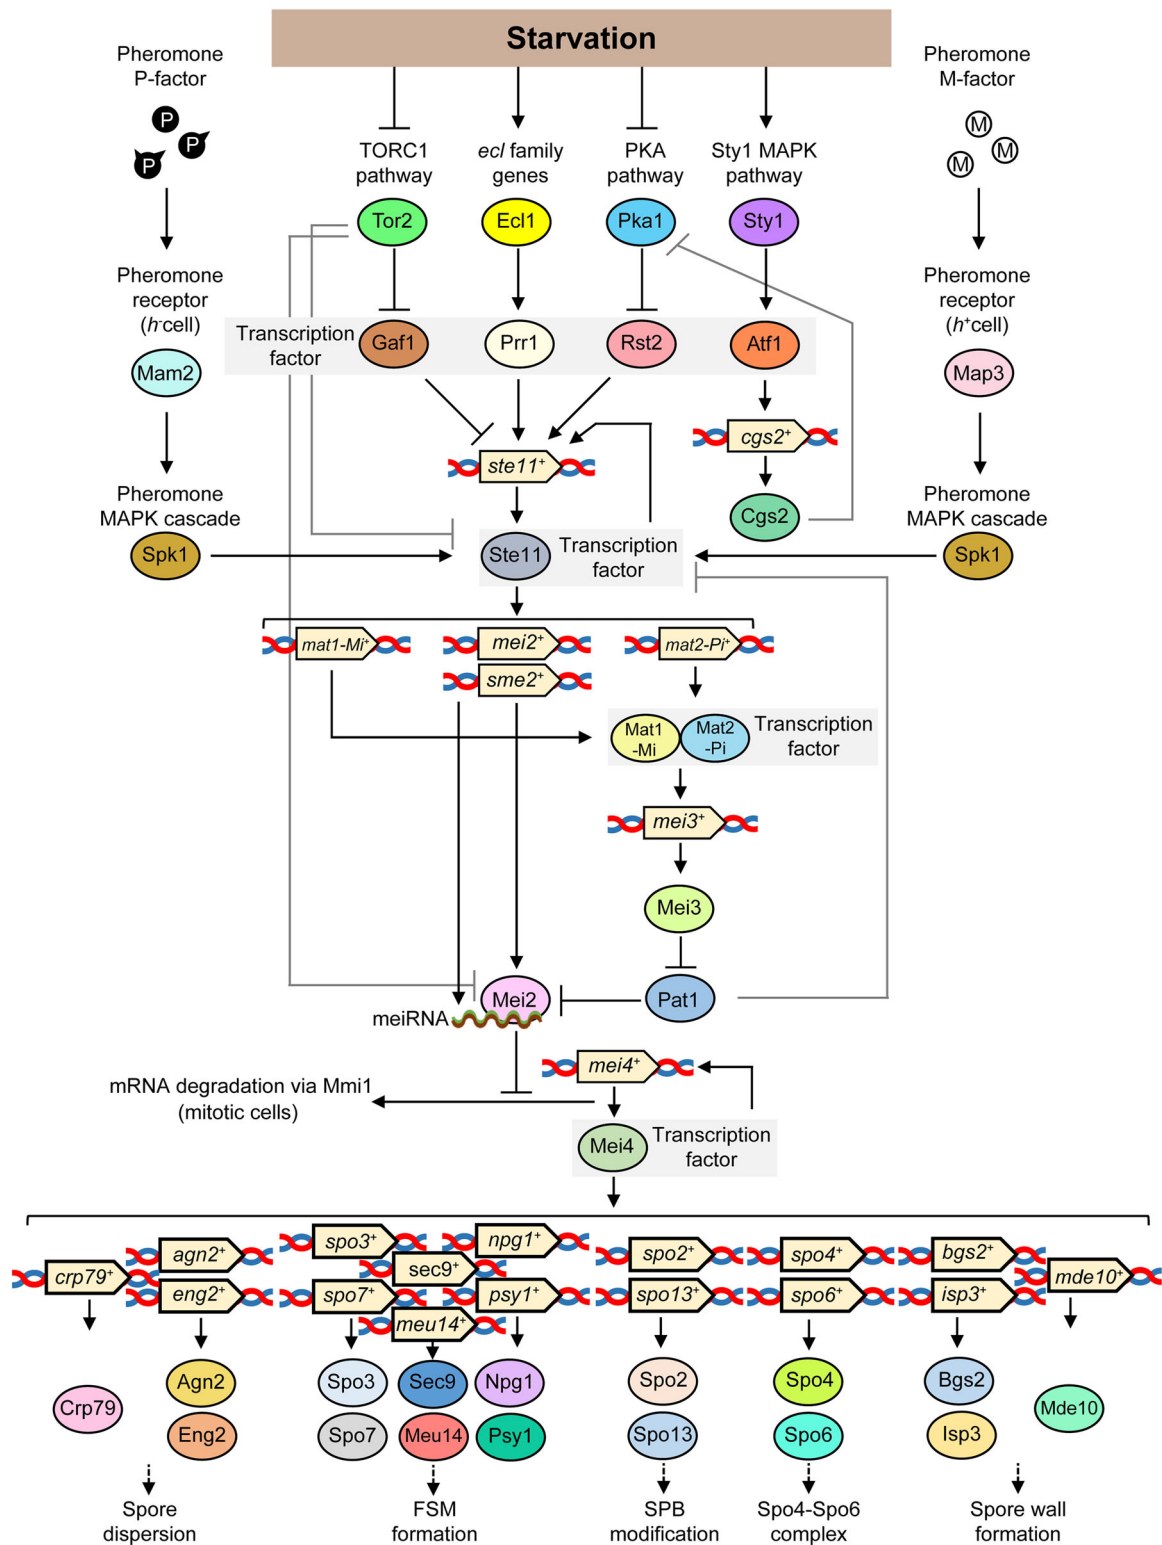 Starvation
Pheromone
P-factor
P
P
P
Pheromone
M-factor
M
M
M
TORC1
pathway
ecl family
genes
PKA
pathway
Sty1 MAPK
pathway
Tor2
Ecl1
Pka1
Sty1
Pheromone
receptor
(h-cell)
Pheromone
receptor
(h+cell)
Transcription
factor
Gaf1
Prr1
Rst2
Atf1
Mam2
Map3
cgs2+
ste11+
Cgs2
Pheromone
MAPK cascade
Spk1
Pheromone
MAPK cascade
Spk1
Ste11
Transcription
factor
mat1-Mi+
mei2+
sme2+
mat2-Pi+
Mat1
-Mi
Mat2
-Pi
Transcription
factor
mei3+
Mei3
Mei2
Pat1
meiRNA
mei4+
mRNA degradation via Mmi1
(mitotic cells)
Mei4
Transcription
factor
crp79+
agn2+
eng2+
spo3+
npg1+
sec9+
spo7+
psy1+
meu14+
spo2+
spo13+
spo4+
spo6+
bgs2+
isp3+
mde10+
Crp79
Agn2
Eng2
Spo3
Sec9
Npg1
Spo7
Meu14
Psy1
Spo2
Spo13
Spo4
Spo6
Bgs2
Isp3
Mde10
Spore
dispersion
FSM
formation
SPB
modification
Spo4-Spo6
complex
Spore wall
formation